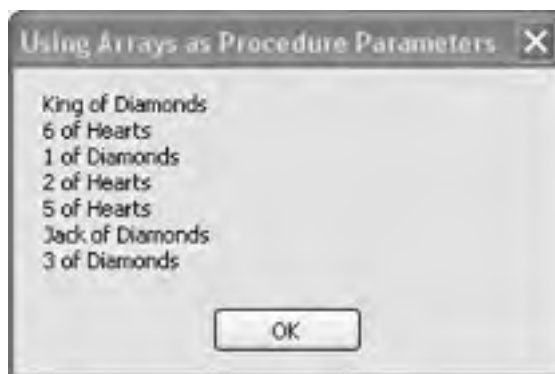 Using Arrays as Procedure Parameters
King of Diamonds
6 of Hearts
1 of Diamonds
2 of Hearts
5 of Hearts
Jack of Diamonds
3 of Diamonds
OK